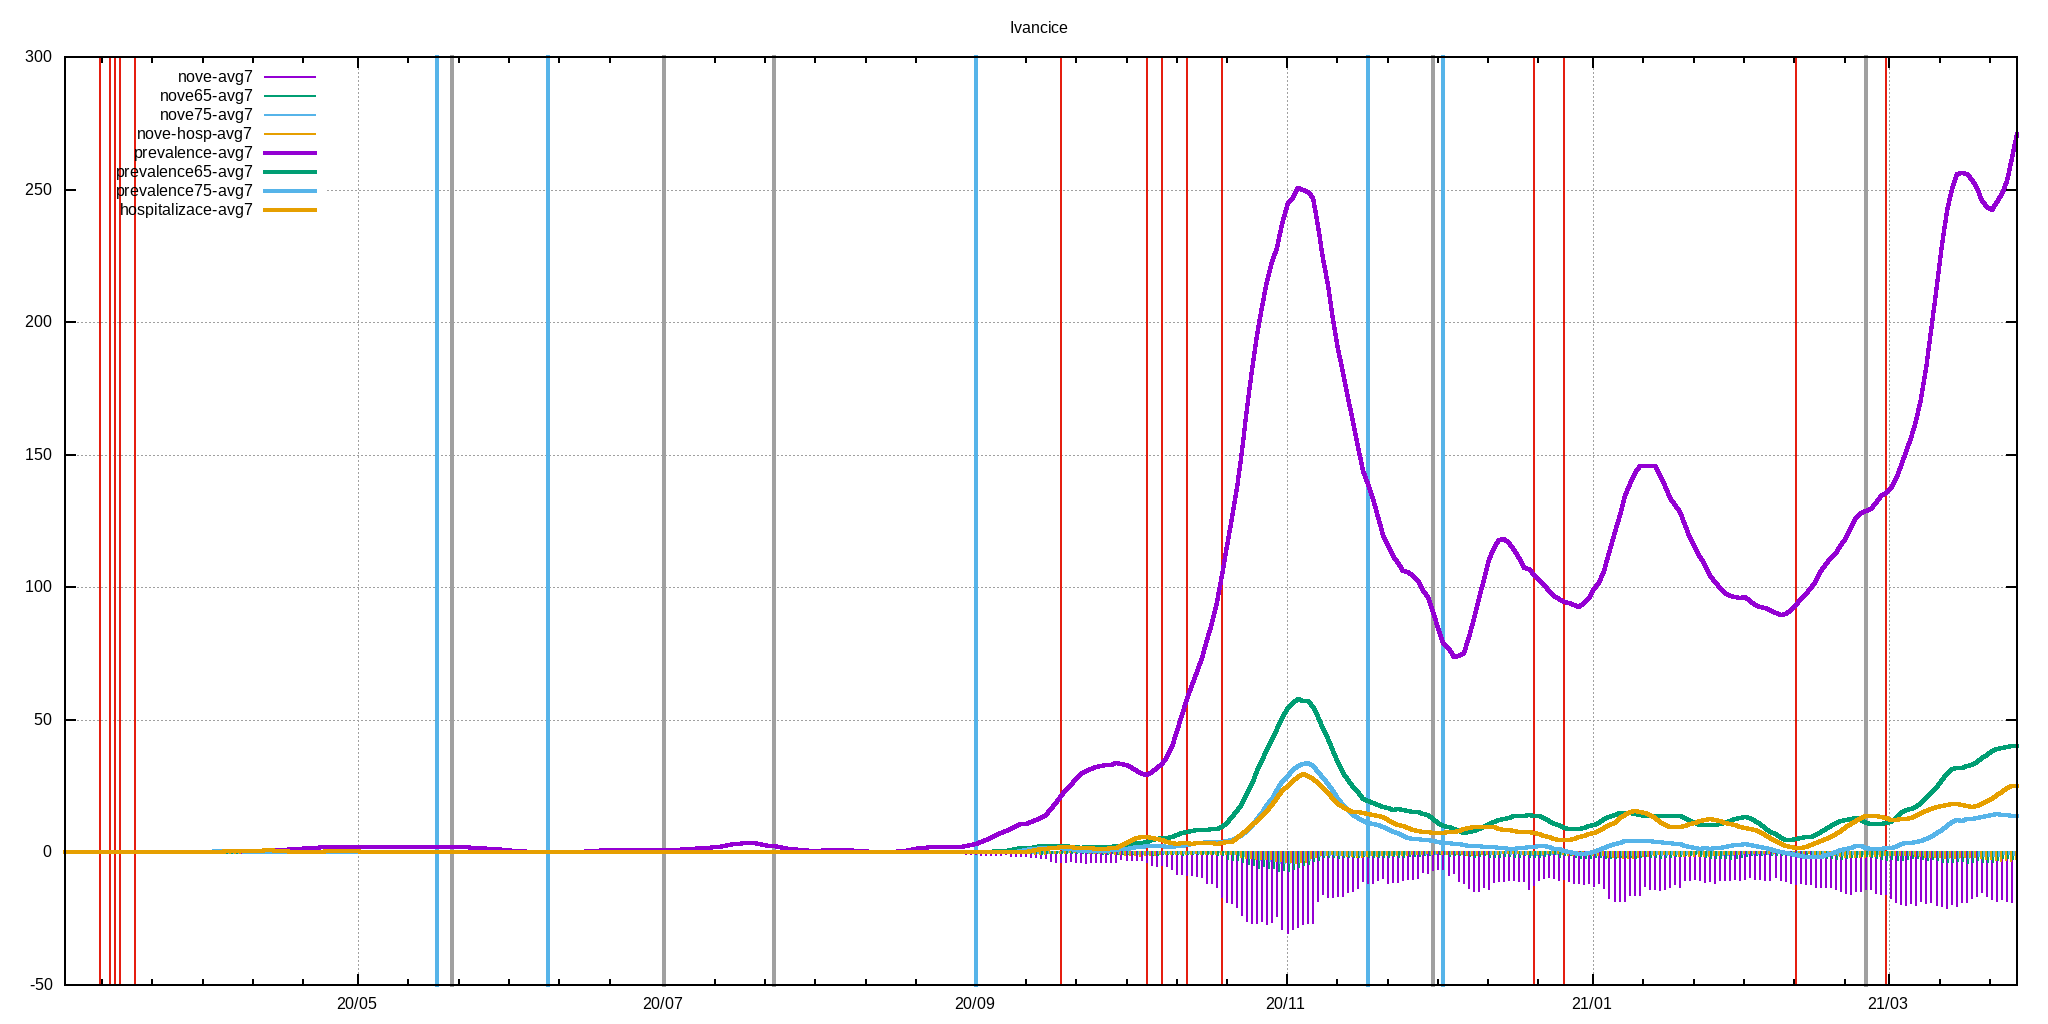 Ivancice
300
250
200
150
100
50
0
-50
nove-avg7
nove65-avg7
nove75-avg7
nove-hosp-avg7
prevalence-avg7
prevalence65-avg7
prevalence75-avg7
hospitalizace-avg7
20/05
20/07
20/09
20/11
21/01
21/03